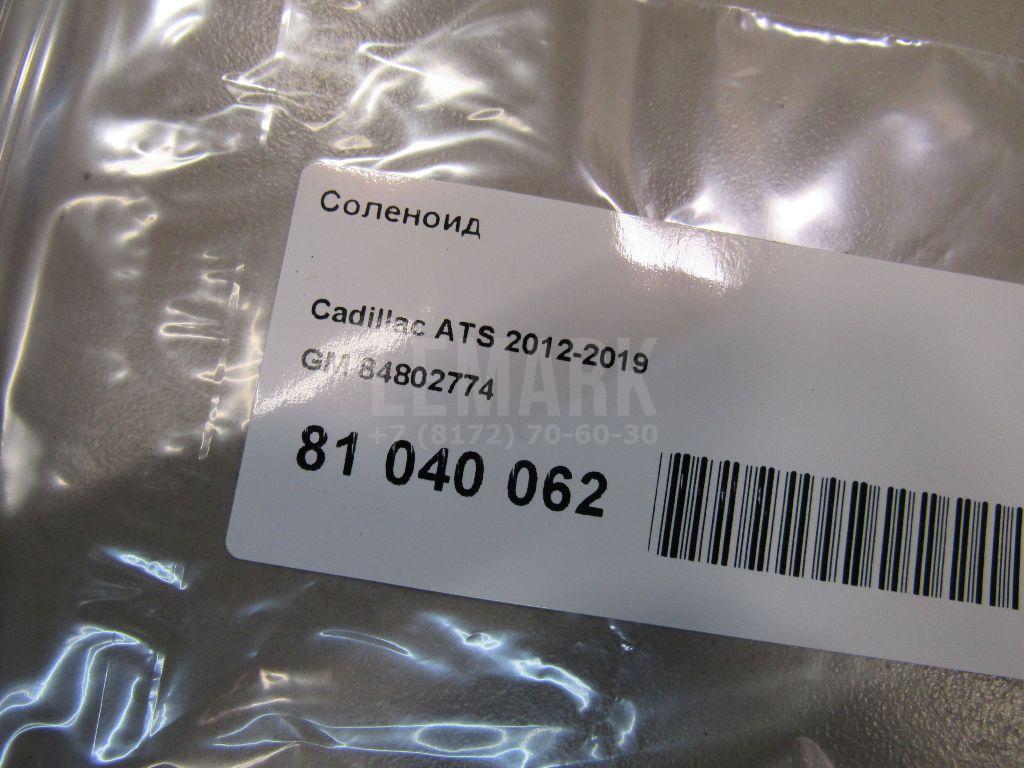 Соленоид
Cadillac ATS 2012-2019
GM 84802774
LEMARK
+7 (8172) 70-60-30
81 040 062